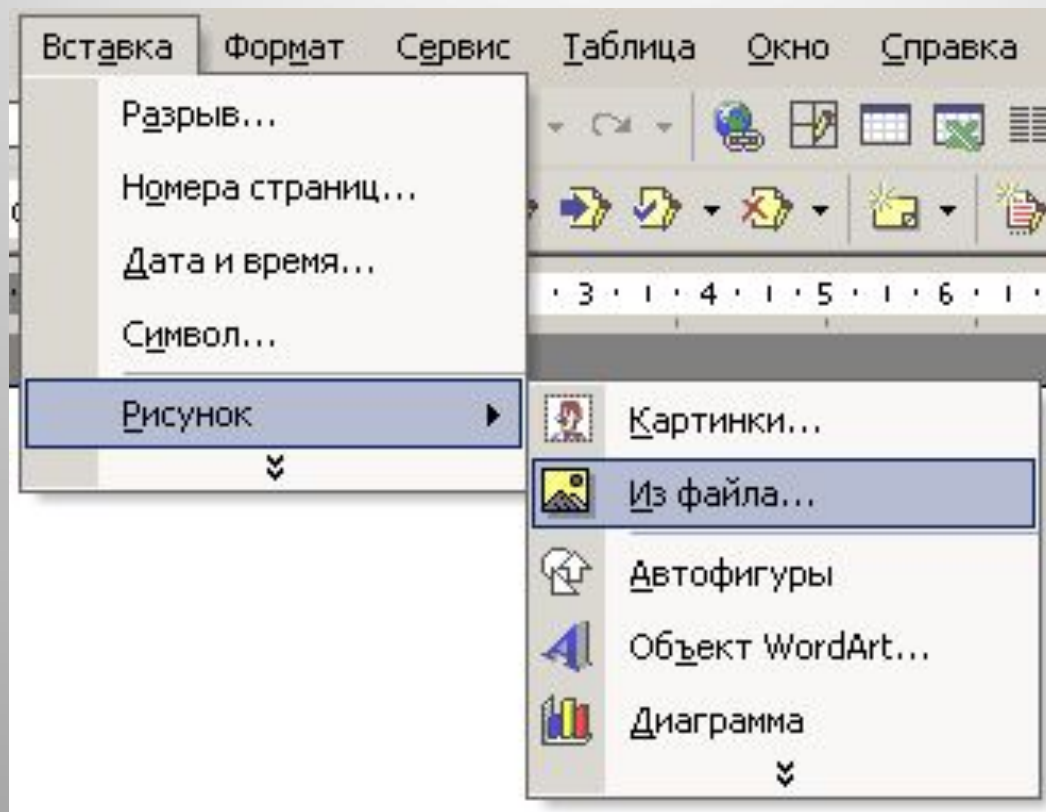 Вставка Формат Сервис Таблица Окно Справка
Разрыв...
Номера страниц...
Дата и время...
Символ...
Рисунок
· 3 · ı · 4 · ı · 5 · ı · 6 · ı ·
Картинки...
Из файла...
Автофигуры
Объект WordArt...
Диаграмма